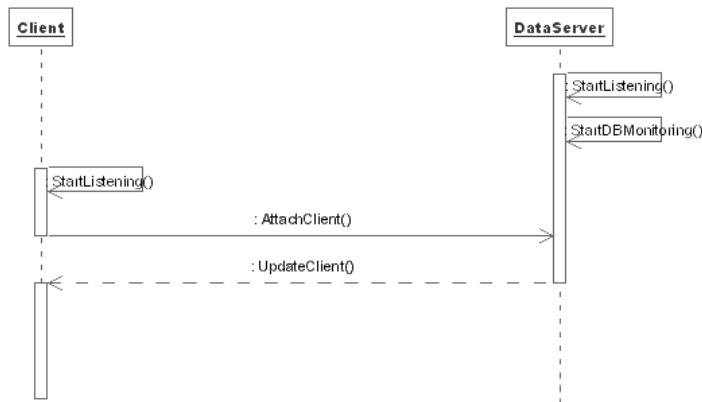 Client
DataServer
: StartListening()
: StartDBMonitoring()
: StartListening()
: AttachClient()
: UpdateClient()